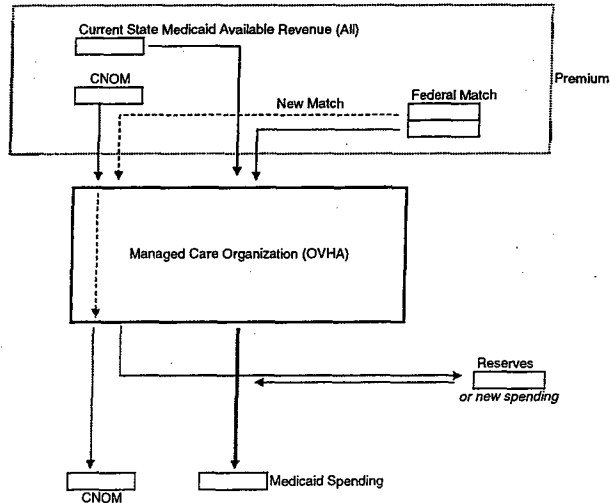 Current State Medicaid Available Revenue (All)
CNOM
Federal Match
Premium
New Match
Managed Care Organization (OVHA)
Reserves
or new spending
Medicaid Spending
CNOM